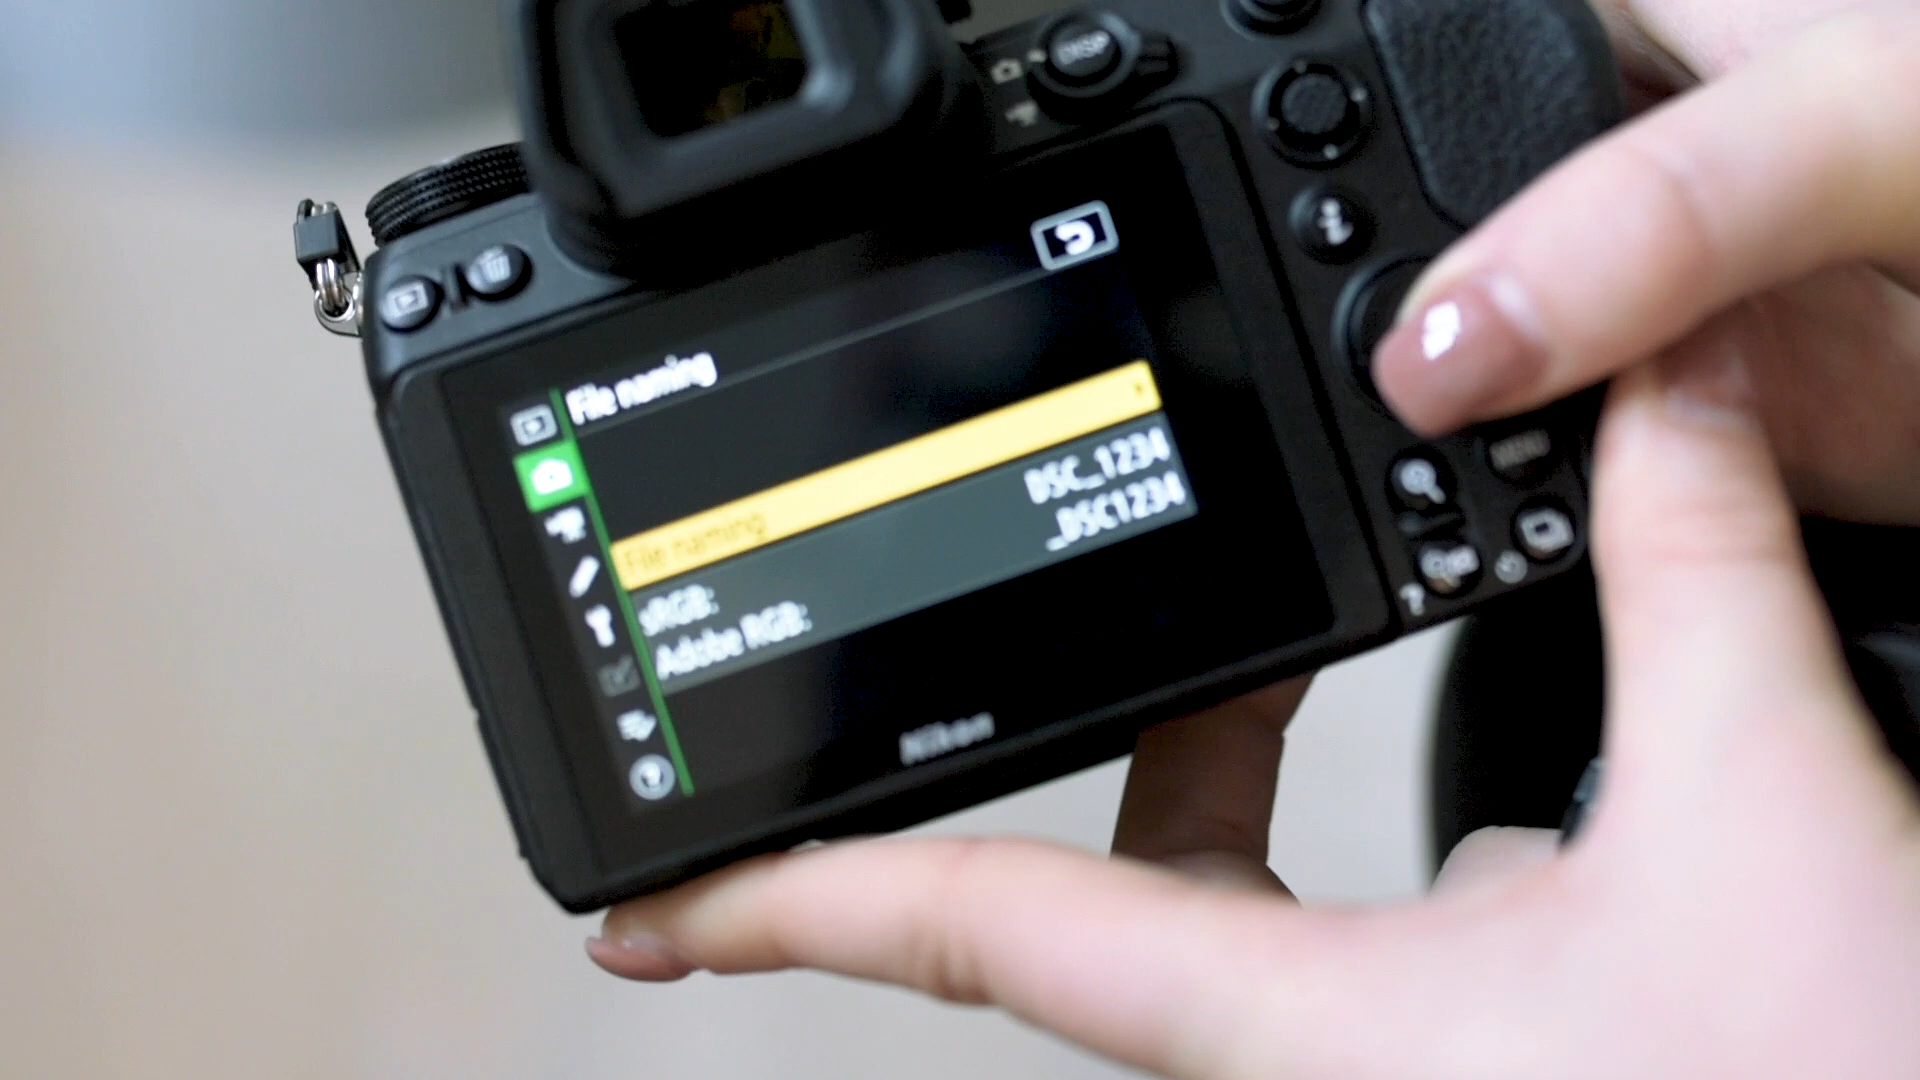 DISP
File naming
File naming
sRGB: DSC_1234
Adobe RGB: _DSC1234
MENU
i
?
Nikon